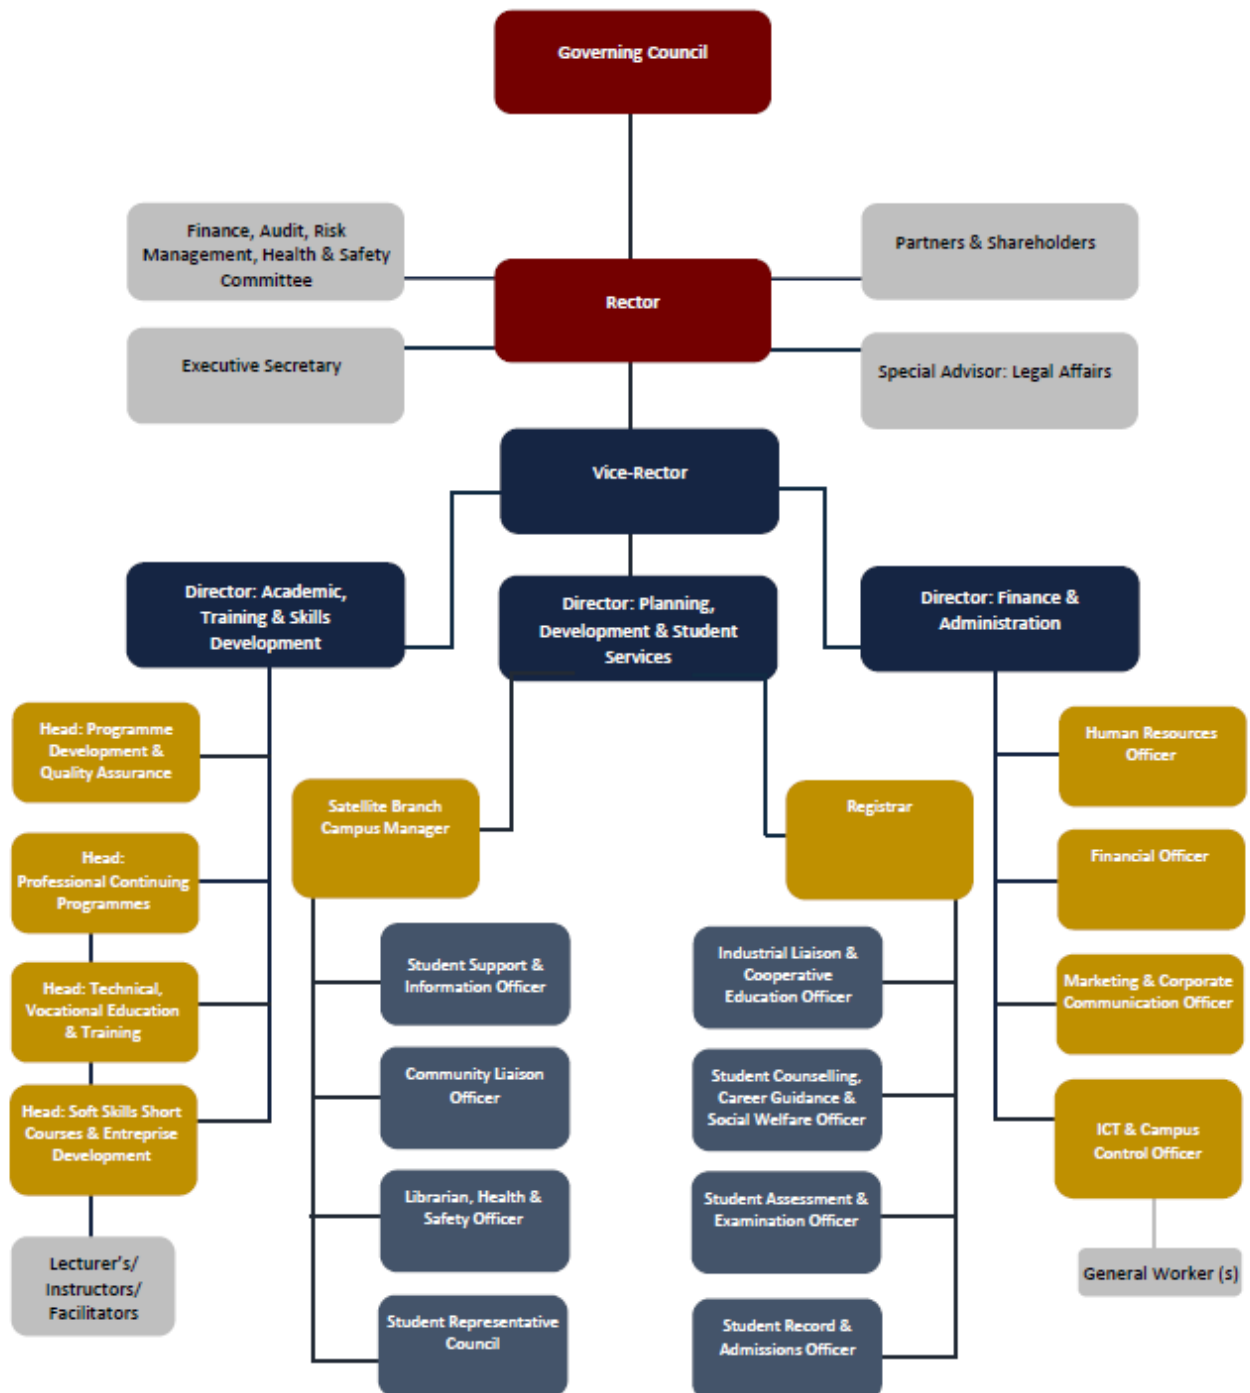 Governing Council
Finance, Audit, Risk
Management, Health & Safety
Committee
Partners & Shareholders
Rector
Executive Secretary
Special Advisor: Legal Affairs
Vice-Rector
Director: Academic,
Training & Skills
Development
Director: Planning,
Development & Student
Services
Director: Finance &
Administration
Head: Programme
Development &
Quality Assurance
Head:
Professional Continuing
Programmes
Head: Technical,
Vocational Education
& Training
Head: Soft Skills Short
Courses & Entreprise
Development
Lecturer's/
Instructors/
Facilitators
Satellite Branch
Campus Manager
Student Support &
Information Officer
Community Liaison
Officer
Librarian, Health &
Safety Officer
Student Representative
Council
Registrar
Industrial Liaison &
Cooperative
Education Officer
Student Counselling,
Career Guidance &
Social Welfare Officer
Student Assessment &
Examination Officer
Student Record &
Admissions Officer
Human Resources
Officer
Financial Officer
Marketing & Corporate
Communication Officer
ICT & Campus
Control Officer
General Worker (s)